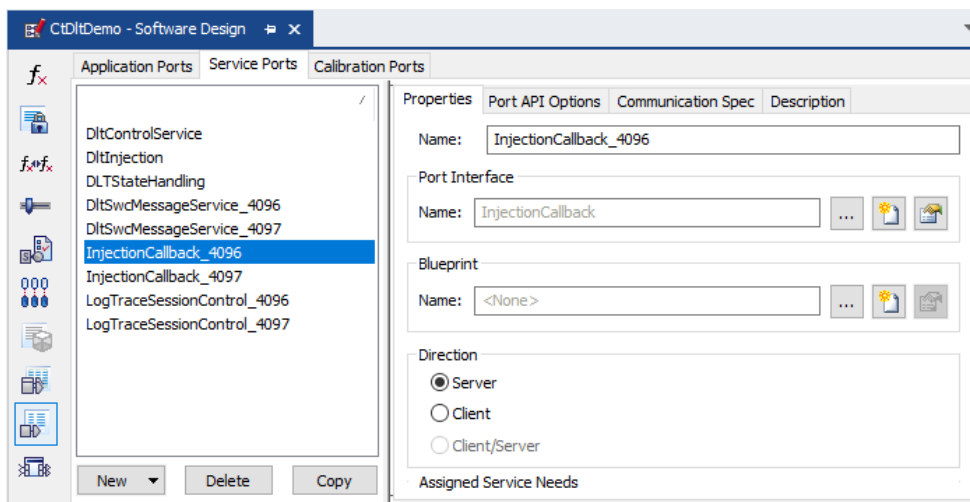 CtDltDemo - Software Design
Application Ports
Service Ports
Calibration Ports
DltControlService
DltInjection
DLTStateHandling
DltSwcMessageService_4096
DltSwcMessageService_4097
InjectionCallback_4096
InjectionCallback_4097
LogTraceSessionControl_4096
LogTraceSessionControl_4097
New
Delete
Copy
Properties
Port API Options
Communication Spec
Description
Name: InjectionCallback_4096
Port Interface
Name: InjectionCallback
...
Blueprint
Name: <None>
...
Direction
Server
Client
Client/Server
Assigned Service Needs